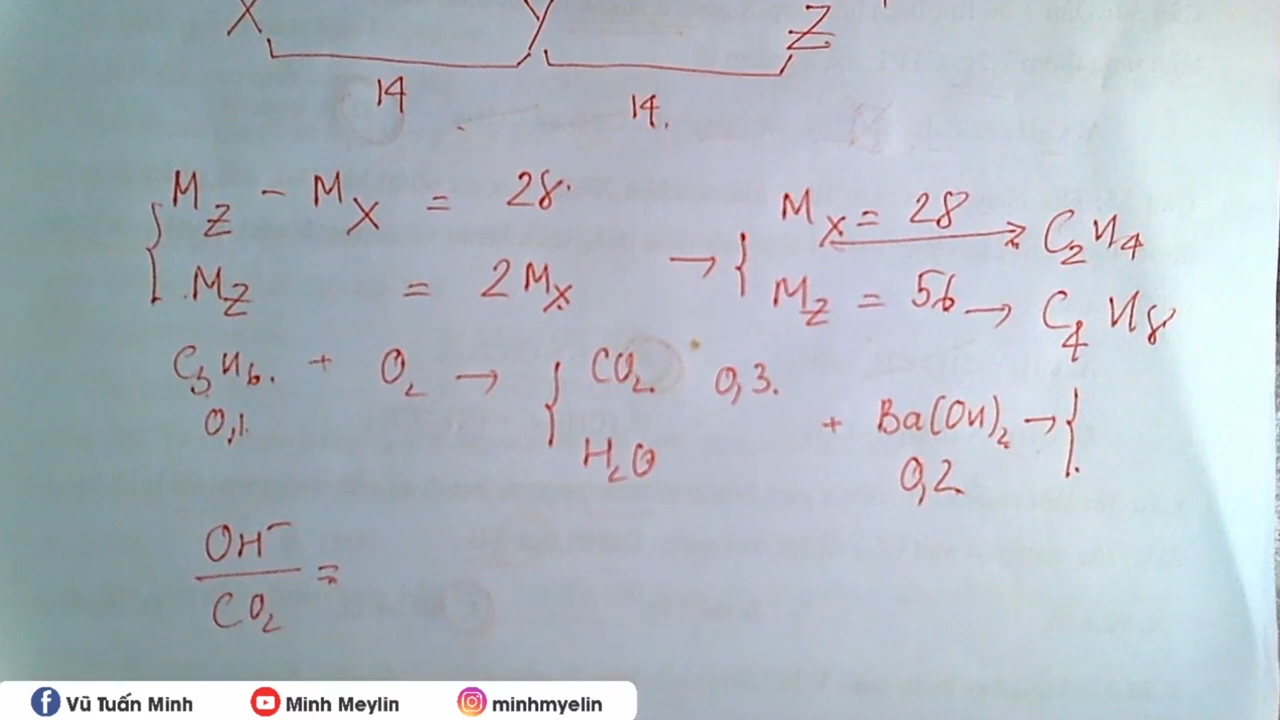 X Y Z
14 14.
M_Z - M_X = 28.
M_Z = 2M_X
→ { M_X = 28 → C₂H₄
M_Z = 56 → C₄H₈
C₃H₆. + O₂ → { CO₂. 0,3.
0,1.
H₂O
+ Ba(OH)₂ → {
0,2
OH⁻
CO₂
=
Vũ Tuấn Minh Minh Meylin minhmyelin